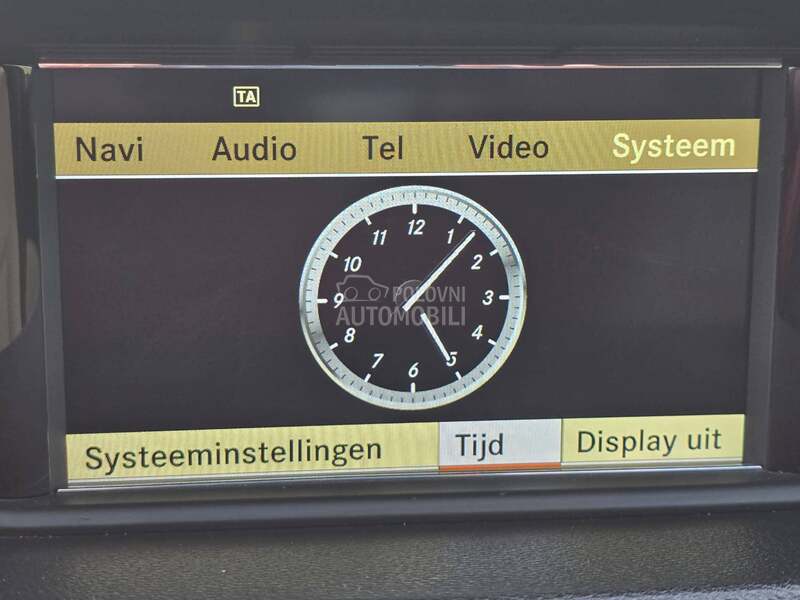 TA
Navi Audio Tel Video Systeem
12
11 1
10 2
9 3
8 4
7 5
6
POLOVNI
AUTOMOBILI
Systeeminstellingen Tijd Display uit